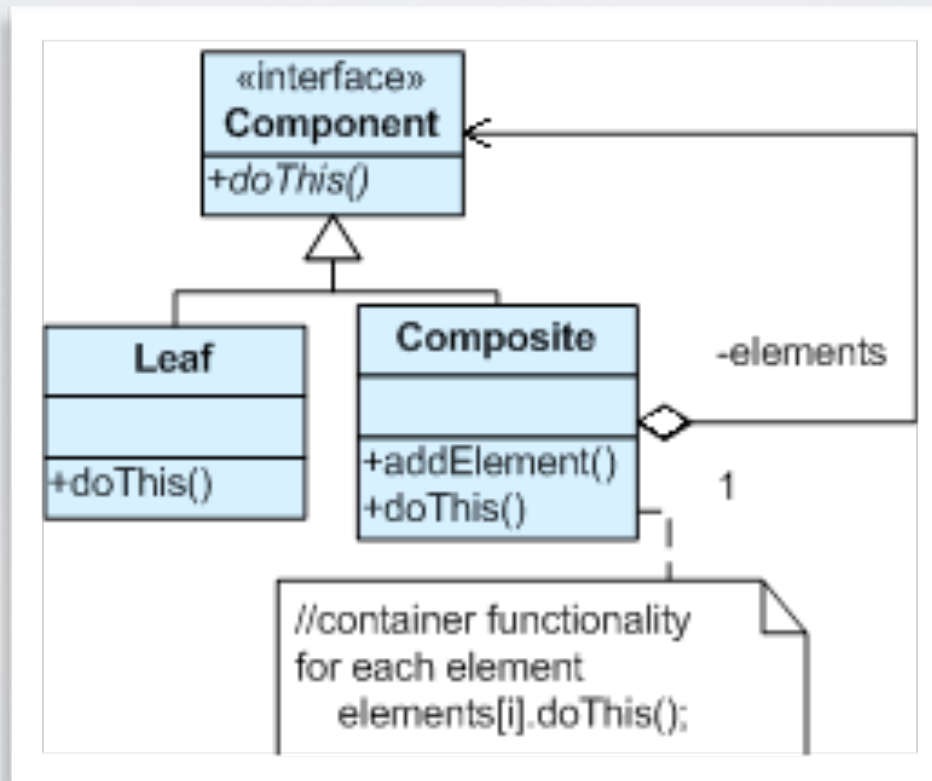 «interface»
Component
+doThis()
Leaf
+doThis()
Composite
+addElement()
+doThis()
-elements
1
//container functionality
for each element
elements[i].doThis();